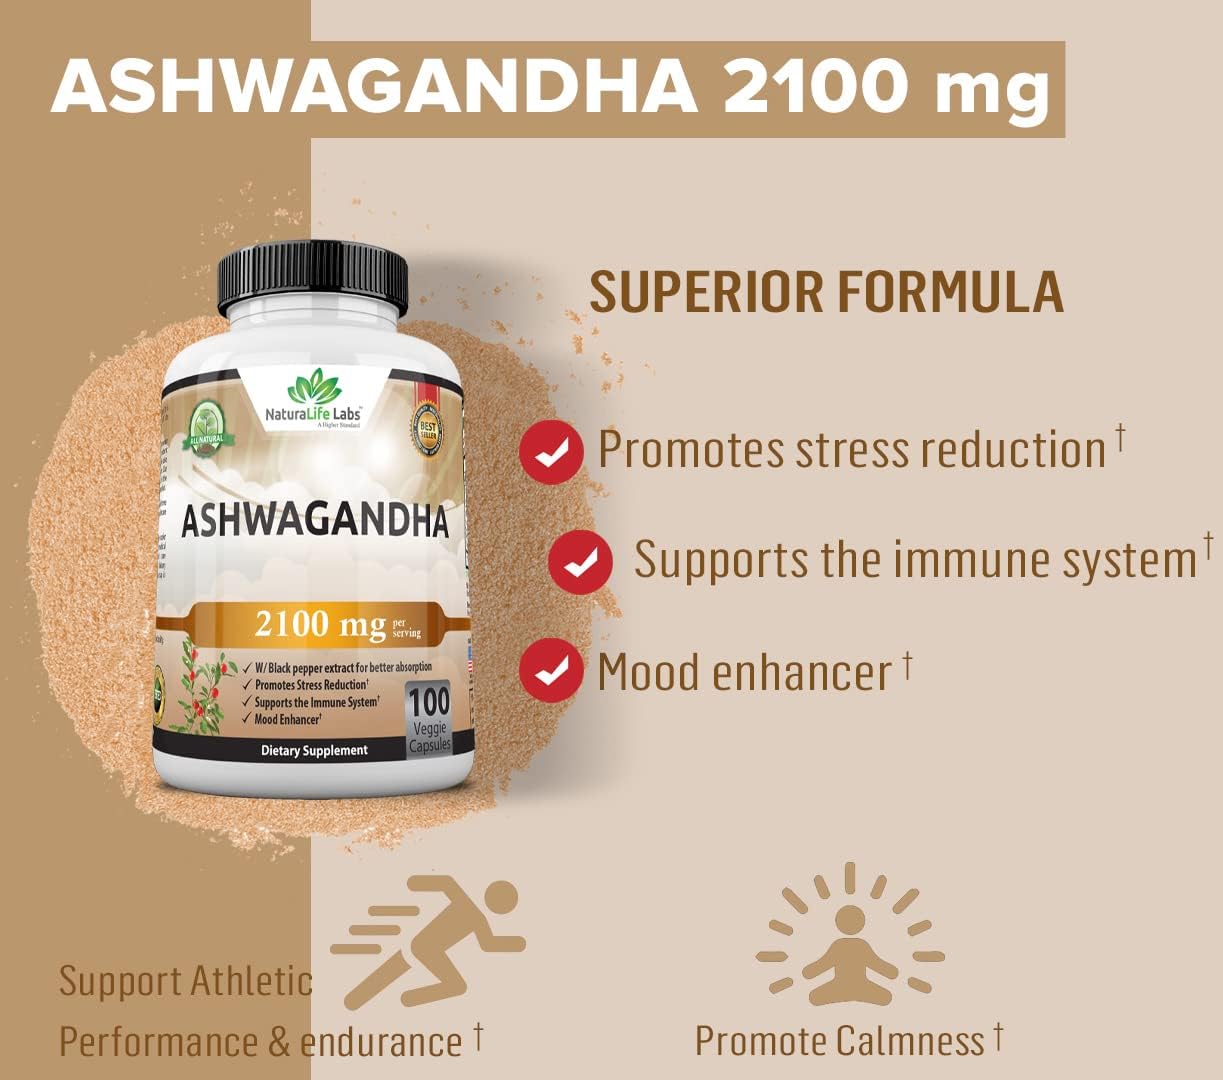 ASHWAGANDHA 2100 mg
SUPERIOR FORMULA
Promotes stress reduction†
Supports the immune system†
Mood enhancer†
NaturaLife Labs™
A Higher Standard
ALL NATURAL
BEST
SELLER
ASHWAGANDHA
2100 mg per serving
✓ W/ Black pepper extract for better absorption
✓ Promotes Stress Reduction†
✓ Supports the Immune System†
✓ Mood Enhancer†
100
Veggie
Capsules
Dietary Supplement
Support Athletic
Performance & endurance†
Promote Calmness†